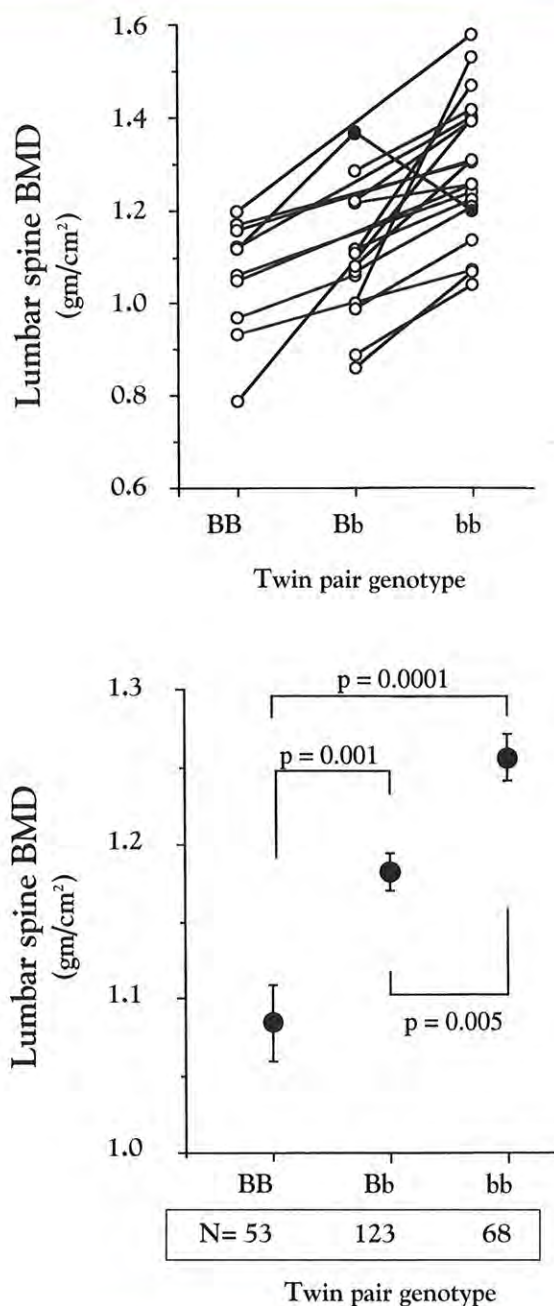 1.6
1.4
1.2
1.0
0.8
0.6
Lumbar spine BMD
(gm/cm²)
BB Bb bb
Twin pair genotype
1.3
1.2
1.10
1.0
Lumbar spine BMD
(gm/cm²)
p = 0.0001
p = 0.001
p = 0.005
BB Bb bb
N= 53 123 68
Twin pair genotype